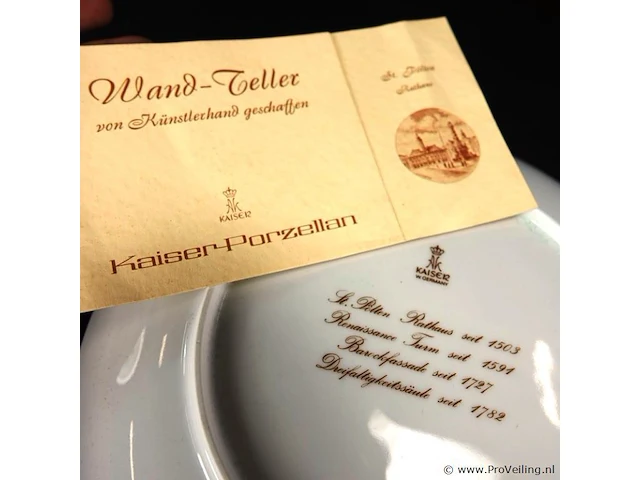 Wand-Teller
von Künstlerhand geschaffen
KAISER
Kaiser-Porzellan
St. Pölten
Rathaus
KAISER
W. GERMANY
St. Pölten Rathaus seit 1503
Renaissance Turm seit 1591
Barockfassade seit 1727
Dreifaltigkeitssäule seit 1782
© www.ProVeiling.nl